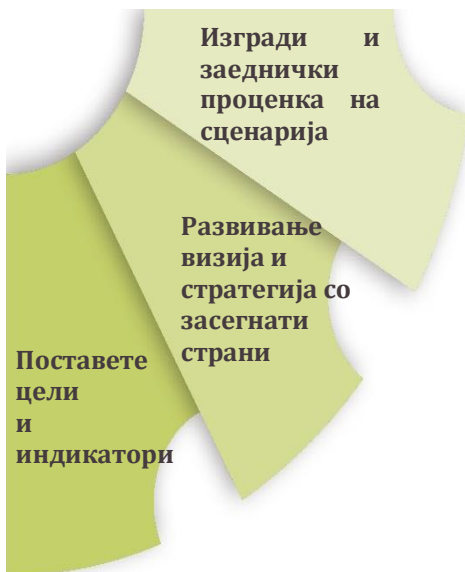 Изгради и
заеднички
проценка на
сценарија
Развивање
визија и
стратегија со
засегнати
страни
Поставете
цели
и
индикатори